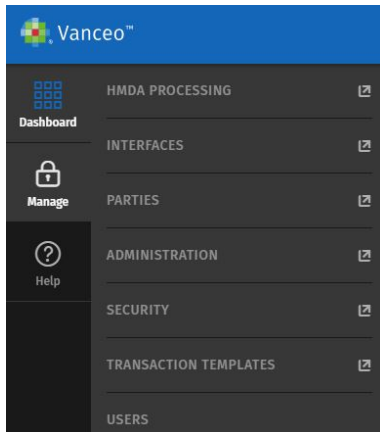 Vanceo™
Dashboard
Manage
Help
HMDA PROCESSING
INTERFACES
PARTIES
ADMINISTRATION
SECURITY
TRANSACTION TEMPLATES
USERS